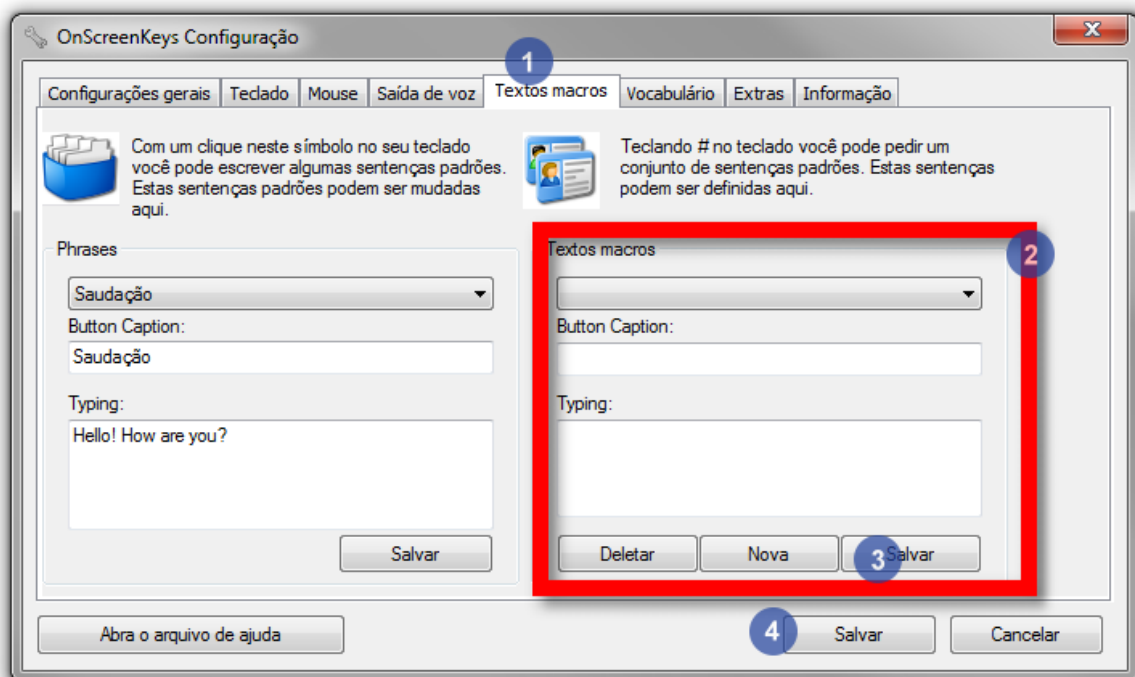 OnScreenKeys Configuração
1
Configurações gerais Teclado Mouse Saída de voz Textos macros Vocabulário Extras Informação
Com um clique neste símbolo no seu teclado
você pode escrever algumas sentenças padrões.
Estas sentenças padrões podem ser mudadas
aqui.
Teclando # no teclado você pode pedir um
conjunto de sentenças padrões. Estas sentenças
podem ser definidas aqui.
Phrases
Saudação
Button Caption:
Saudação
Typing:
Hello! How are you?
Salvar
Textos macros
2
Button Caption:
Typing:
Deletar Nova 3 Salvar
Abra o arquivo de ajuda
4 Salvar Cancelar